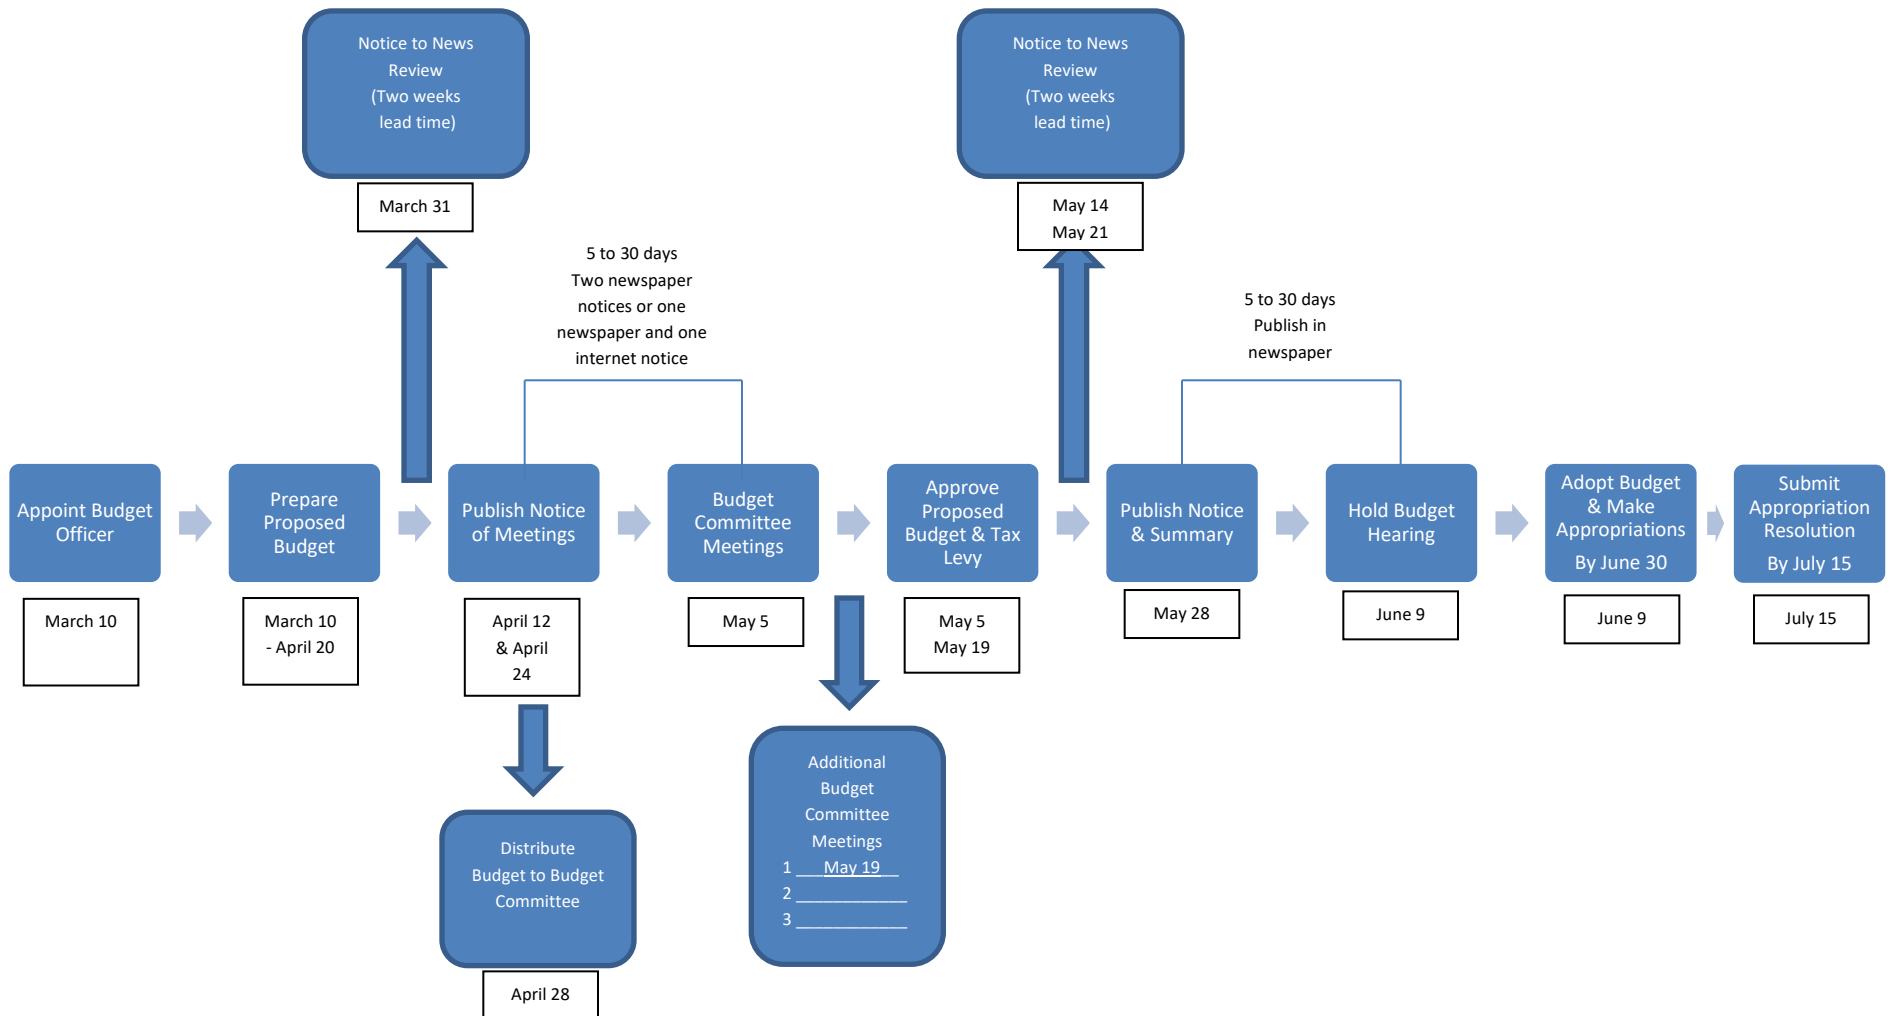 Notice to News
Review
(Two weeks
lead time)
March 31
Notice to News
Review
(Two weeks
lead time)
May 14
May 21
5 to 30 days
Two newspaper
notices or one
newspaper and one
internet notice
5 to 30 days
Publish in
newspaper
Appoint Budget
Officer
March 10
Prepare
Proposed
Budget
March 10
- April 20
Publish Notice
of Meetings
April 12
& April
24
Budget
Committee
Meetings
May 5
Approve
Proposed
Budget & Tax
Levy
May 5
May 19
Publish Notice
& Summary
May 28
Hold Budget
Hearing
June 9
Adopt Budget
& Make
Appropriations
By June 30
June 9
Submit
Appropriation
Resolution
By July 15
July 15
Distribute
Budget to Budget
Committee
April 28
Additional
Budget
Committee
Meetings
1 ___May 19__
2 ____________
3 ____________